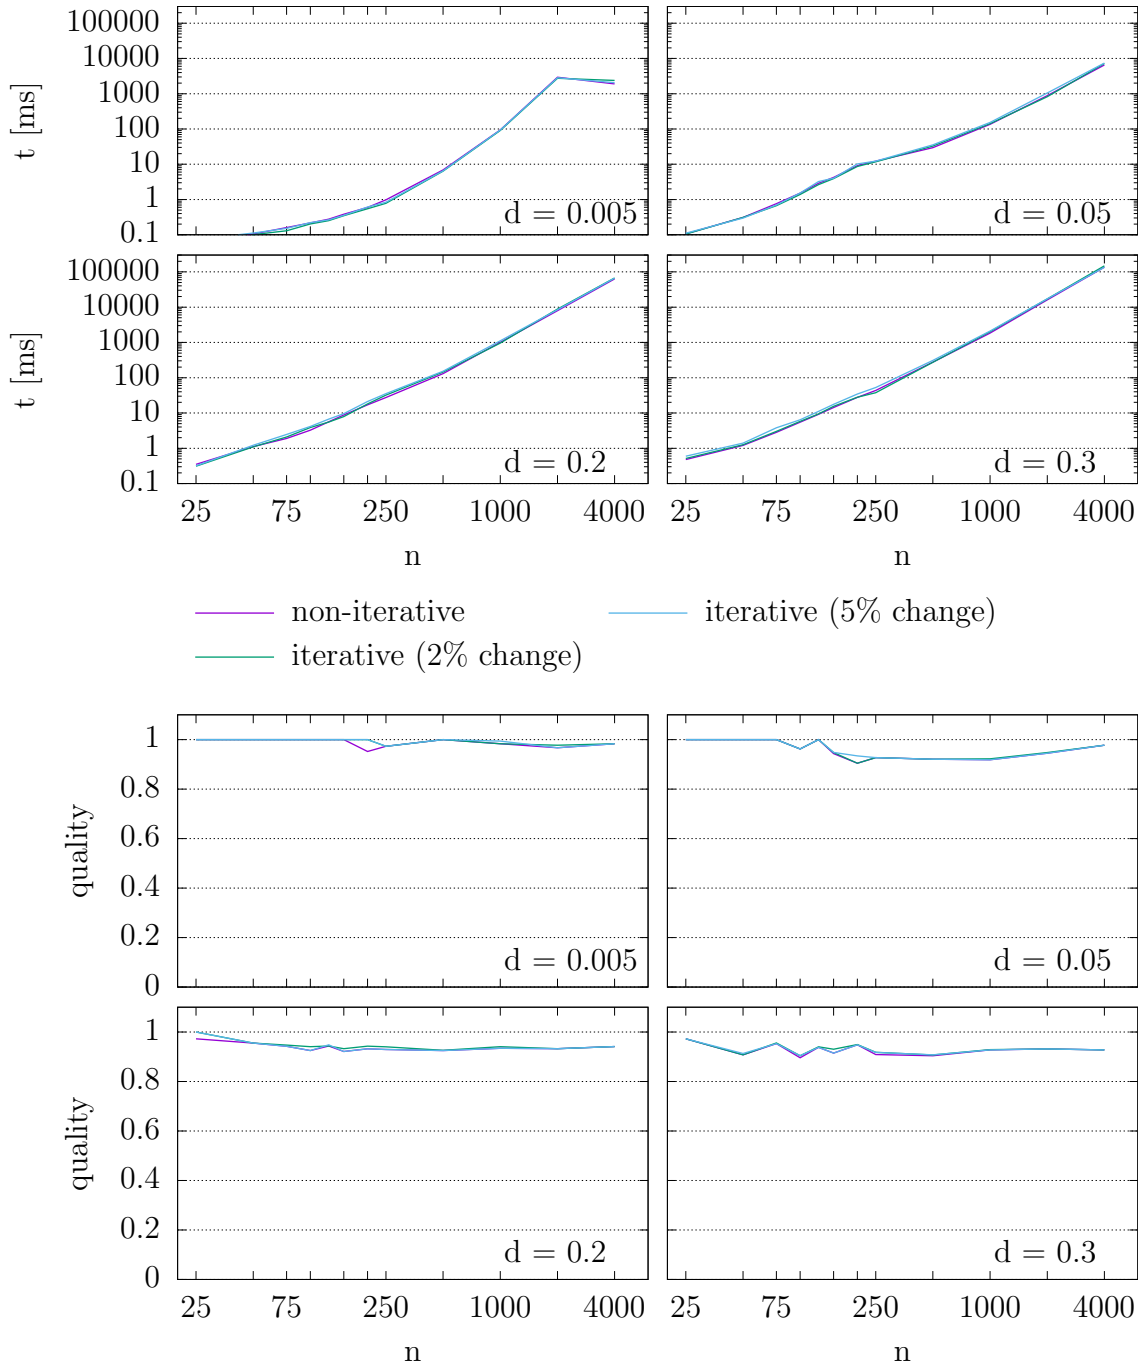 100000
10000
1000
100
10
1
0.1
t [ms]
d = 0.005
d = 0.05
100000
10000
1000
100
10
1
0.1
t [ms]
d = 0.2
d = 0.3
25 75 250 1000 4000
25 75 250 1000 4000
n
n
non-iterative
iterative (5% change)
iterative (2% change)
1
0.8
0.6
0.4
0.2
0
quality
d = 0.005
d = 0.05
1
0.8
0.6
0.4
0.2
0
quality
d = 0.2
d = 0.3
25 75 250 1000 4000
25 75 250 1000 4000
n
n